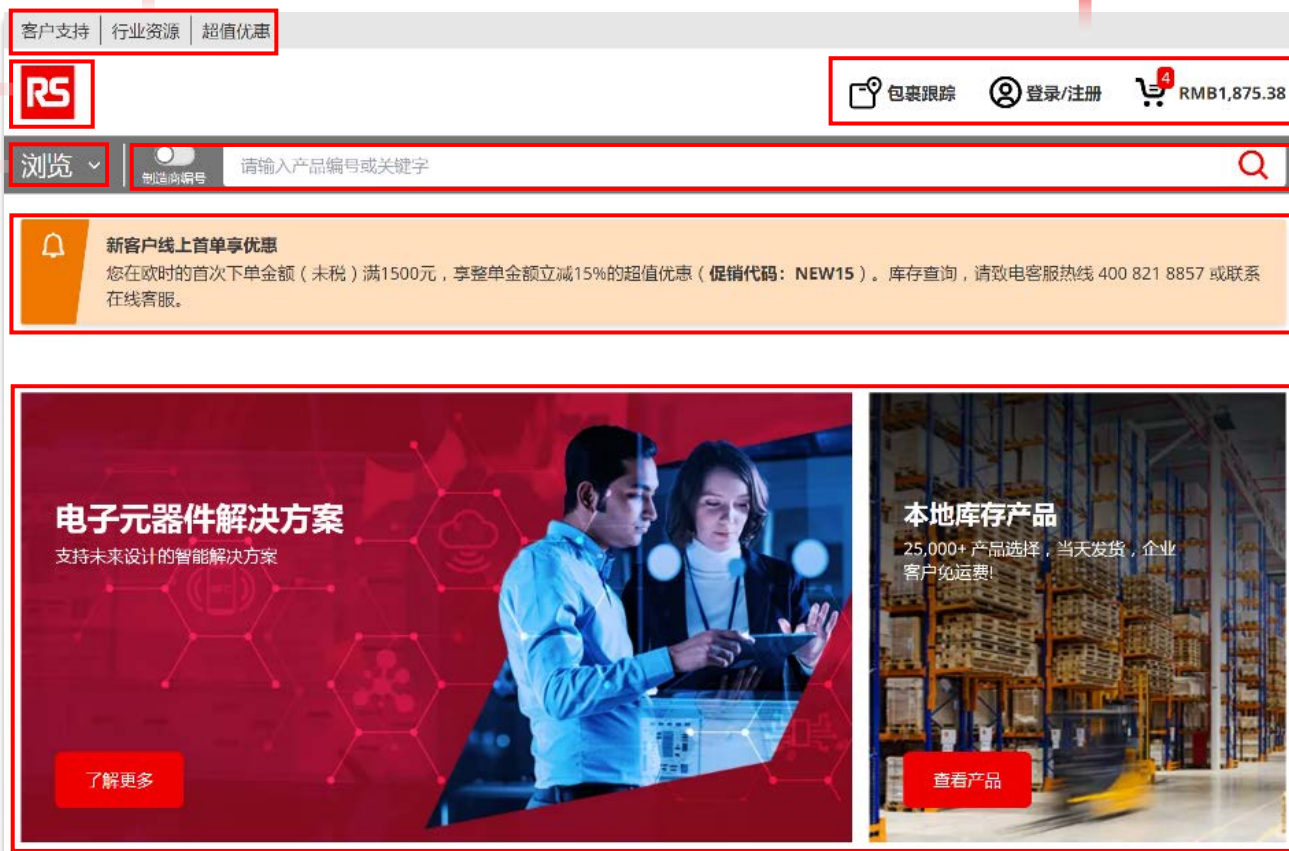 客户支持 行业资源 超值优惠
RS
包裹跟踪 登录/注册 4 RMB1,875.38
浏览 制造商编号 请输入产品编号或关键字
新客户线上首单享优惠
您在欧时的首次下单金额（未税）满1500元，享整单金额立减15%的超值优惠（促销代码：NEW15）。库存查询，请致电客服热线 400 821 8857 或联系
在线客服。
电子元器件解决方案
支持未来设计的智能解决方案
了解更多
本地库存产品
25,000+ 产品选择，当天发货，企业
客户免运费!
查看产品